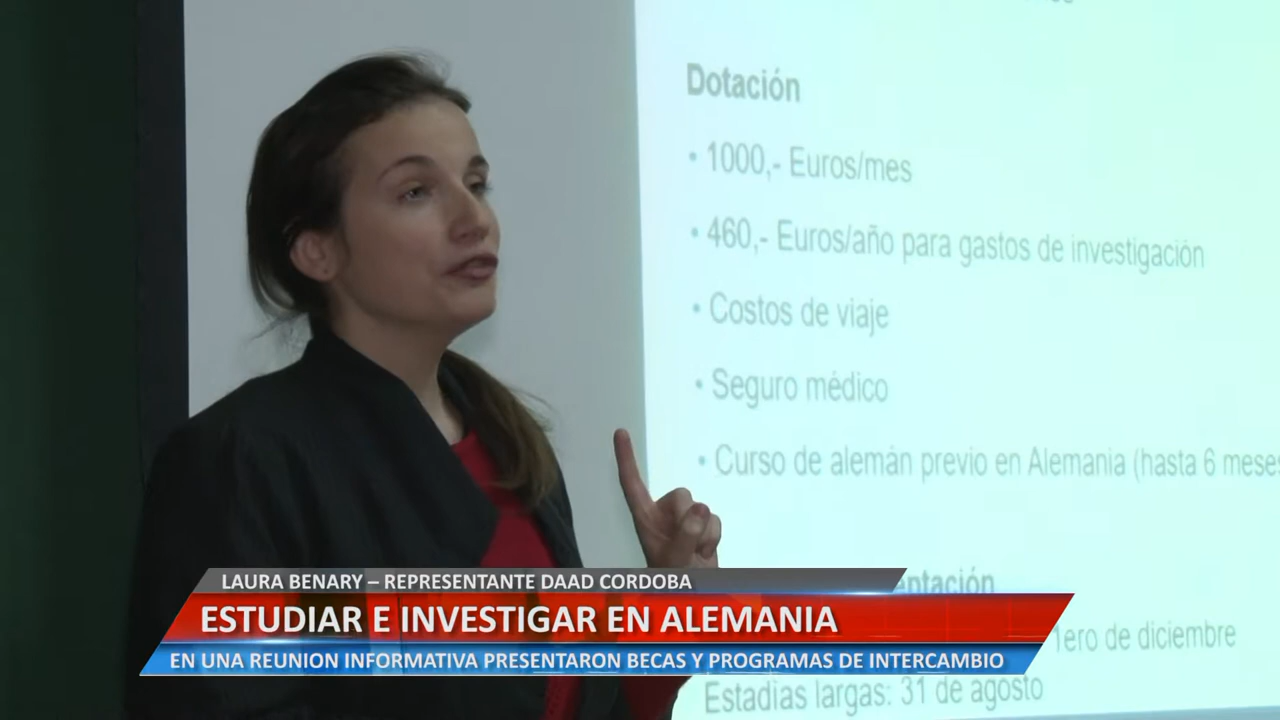 Dotación
• 1000,- Euros/mes
• 460,- Euros/año para gastos de investigación
• Costos de viaje
• Seguro médico
• Curso de alemán previo en Alemania (hasta 6 meses
entación
1ero de diciembre
Estadías largas: 31 de agosto
LAURA BENARY – REPRESENTANTE DAAD CORDOBA
ESTUDIAR E INVESTIGAR EN ALEMANIA
EN UNA REUNION INFORMATIVA PRESENTARON BECAS Y PROGRAMAS DE INTERCAMBIO